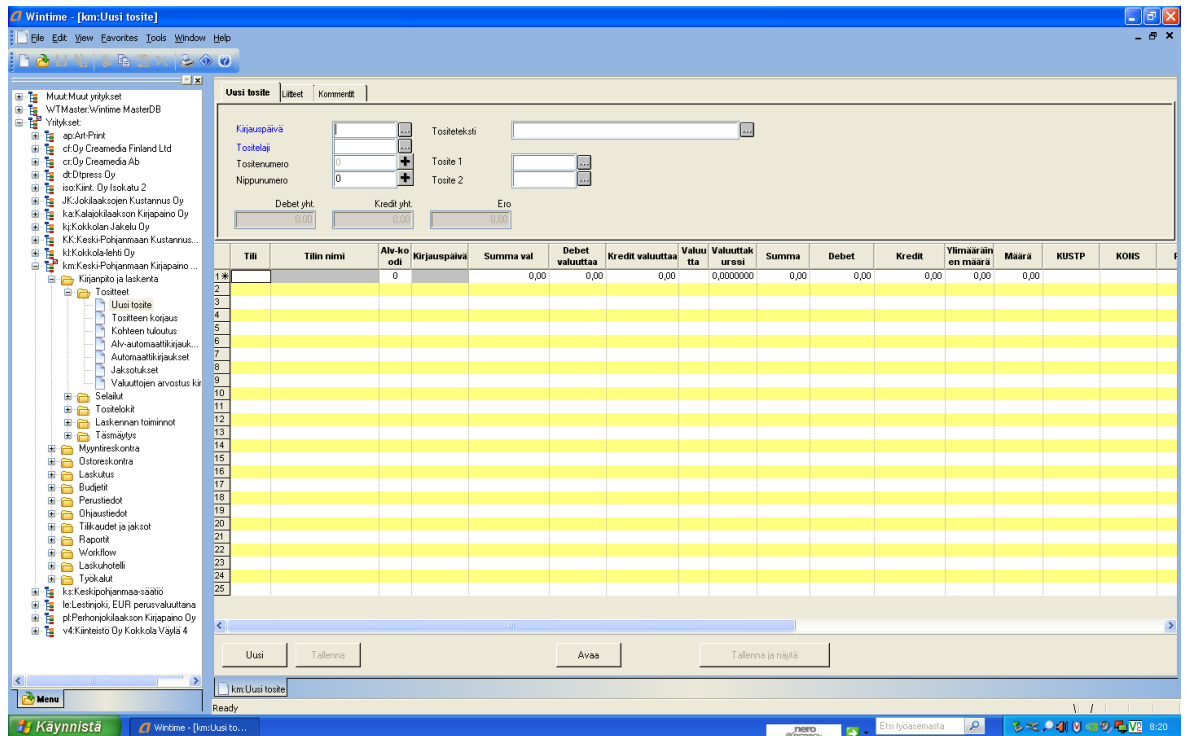 Wintime - [km:Uusi tosite]
File Edit View Favorites Tools Window Help
Muut:Muut yritykset
WTMaster:Wintime MasterDB
Yritykset:
ap:Art-Print
cf:Oy Creamedia Finland Ltd
cr:Oy Creamedia Ab
dt:Dtpress Oy
iso:Kiint. Oy Isokatu 2
JK:Jokilaaksojen Kustannus Oy
ka:Kalajokilaakson Kirjapaino Oy
kj:Kokkolan Jakelu Oy
KK:Keski-Pohjanmaan Kustannus...
kl:Kokkola-lehti Oy
km:Keski-Pohjanmaan Kirjapaino ...
Kirjanpito ja laskenta
Tositteet
Uusi tosite
Tositteen korjaus
Kohteen tuloutus
Alv-automaattikirjauk...
Automaattikirjaukset
Jaksotukset
Valuuttojen arvostus kir
Selailut
Tositelokit
Laskennan toiminnot
Täsmäytys
Myyntireskontra
Ostoreskontra
Laskutus
Budjetit
Perustiedot
Ohjaustiedot
Tilikaudet ja jaksot
Raportit
Workflow
Laskuhotelli
Työkalut
ks:Keskipohjanmaa-säätiö
le:Lestinjoki, EUR perusvaluuttana
pl:Perhonjokilaakson Kirjapaino Oy
v4:Kiinteistö Oy Kokkola Väylä 4
Menu
Uusi tosite Liitteet Kommentit
Kirjauspäivä ... Tositeteksti ...
Tositelaji ...
Tositenumero 0 + Tosite 1 ...
Nippunumero 0 + Tosite 2 ...
Debet yht. Kredit yht. Ero
0,00 0,00 0,00
Tili Tilin nimi Alv-ko odi Kirjauspäivä Summa val Debet valuuttaa Kredit valuuttaa Valuu tta Valuuttak urssi Summa Debet Kredit Ylimääräin en määrä Määrä KUSTP KONS
1 0 0,00 0,00 0,00 0,0000000 0,00 0,00 0,00 0,00 0,00
2
3
4
5
6
7
8
9
10
11
12
13
14
15
16
17
18
19
20
21
22
23
24
25
Uusi Tallenna Avaa Tallenna ja näytä
km:Uusi tosite
Ready
Käynnistä Wintime - [km:Uusi to... nero Etsi työasemasta 8:20